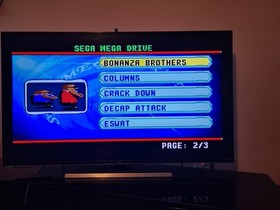 SEGA MEGA DRIVE
BONANZA BROTHERS
COLUMNS
CRACK DOWN
DECAP ATTACK
ESWAT
PAGE: 2/3